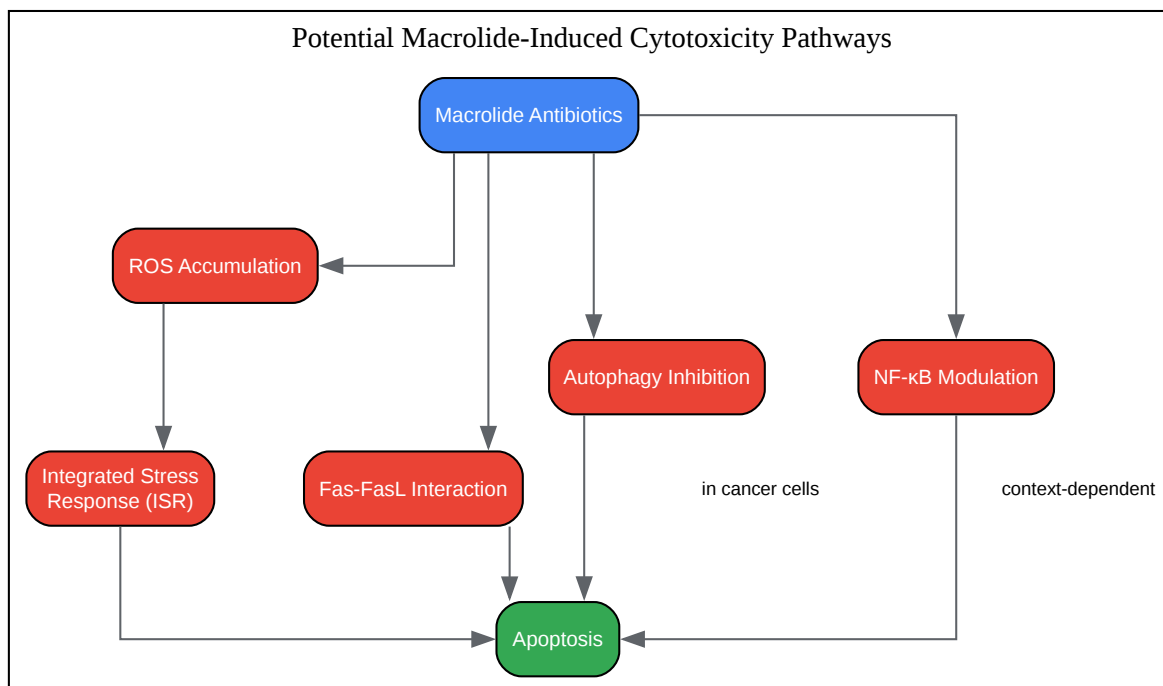 Potential Macrolide-Induced Cytotoxicity Pathways
Macrolide Antibiotics
ROS Accumulation
Autophagy Inhibition
NF-κB Modulation
Integrated Stress
Response (ISR)
Fas-FasL Interaction
in cancer cells
context-dependent
Apoptosis